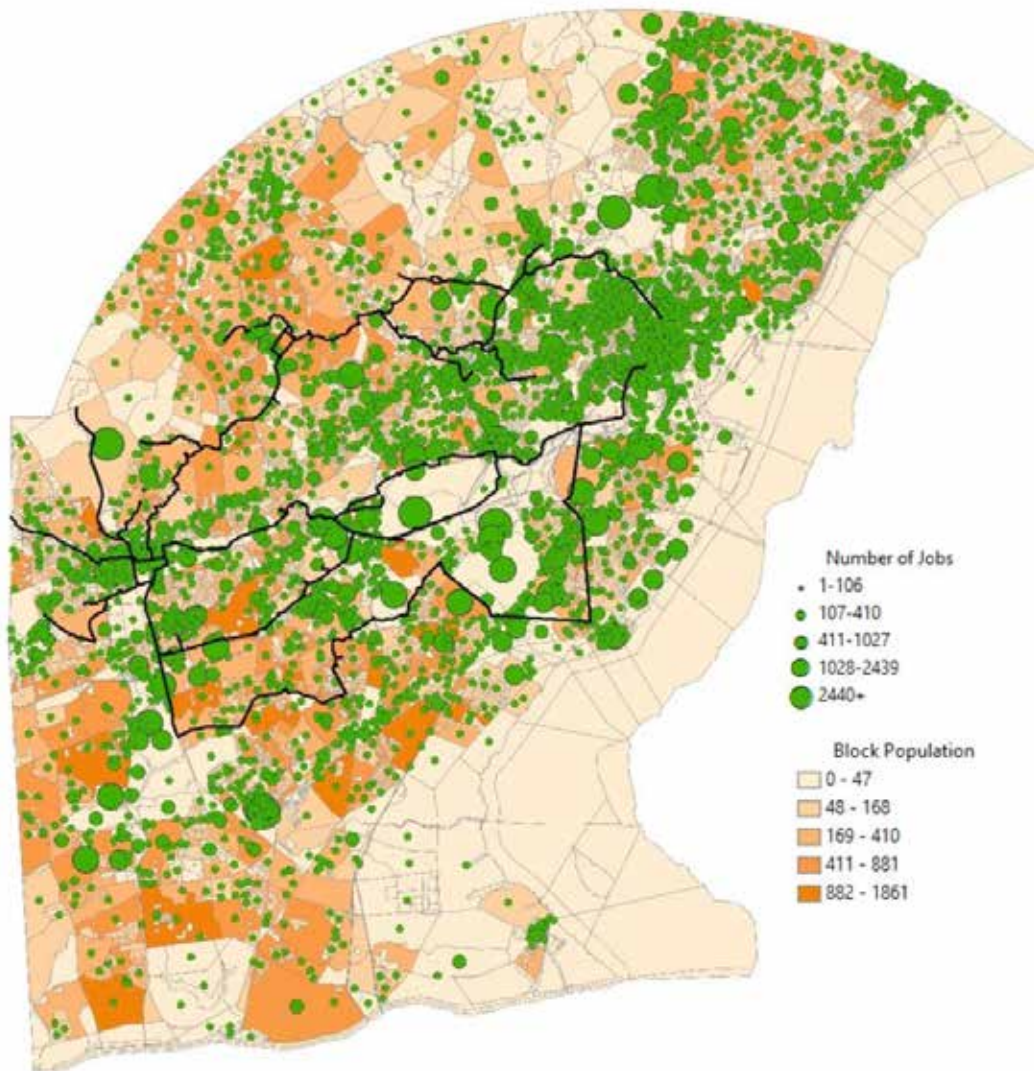 Number of Jobs
1-106
107-410
411-1027
1028-2439
2440+
Block Population
0 - 47
48 - 168
169 - 410
411 - 881
882 - 1861